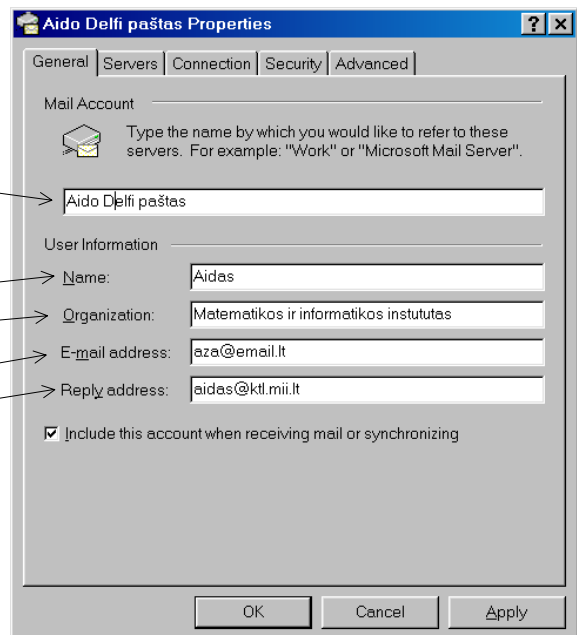 Aido Delfi paštas Properties
General Servers Connection Security Advanced
Mail Account
Type the name by which you would like to refer to these
servers. For example: "Work" or "Microsoft Mail Server".
Aido Delfi paštas
User Information
Name: Aidas
Organization: Matematikos ir informatikos instututas
E-mail address: aza@email.lt
Reply address: aidas@ktl.mii.lt
Include this account when receiving mail or synchronizing
OK Cancel Apply